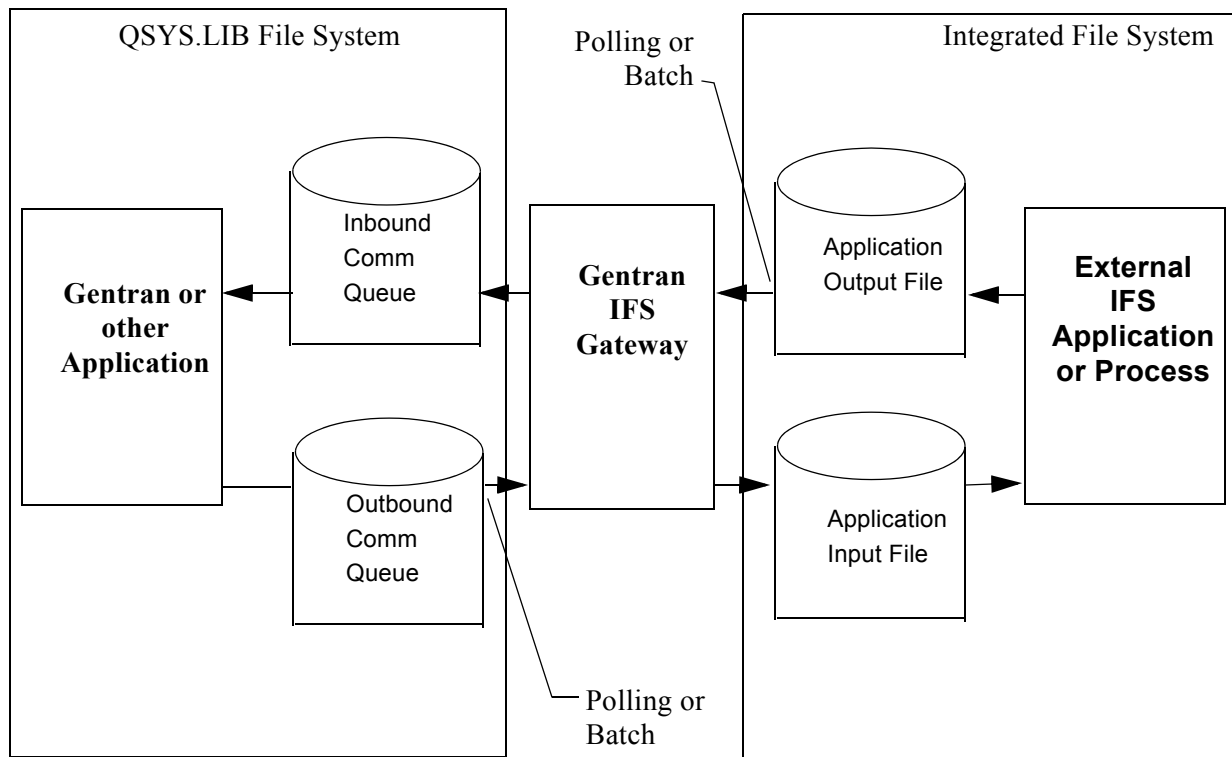 QSYS.LIB File System
Polling or
Batch
Integrated File System
Inbound
Comm
Queue
Application
Output File
Gentran or
other
Application
Gentran
IFS
Gateway
External
IFS
Application
or Process
Outbound
Comm
Queue
Application
Input File
Polling or
Batch